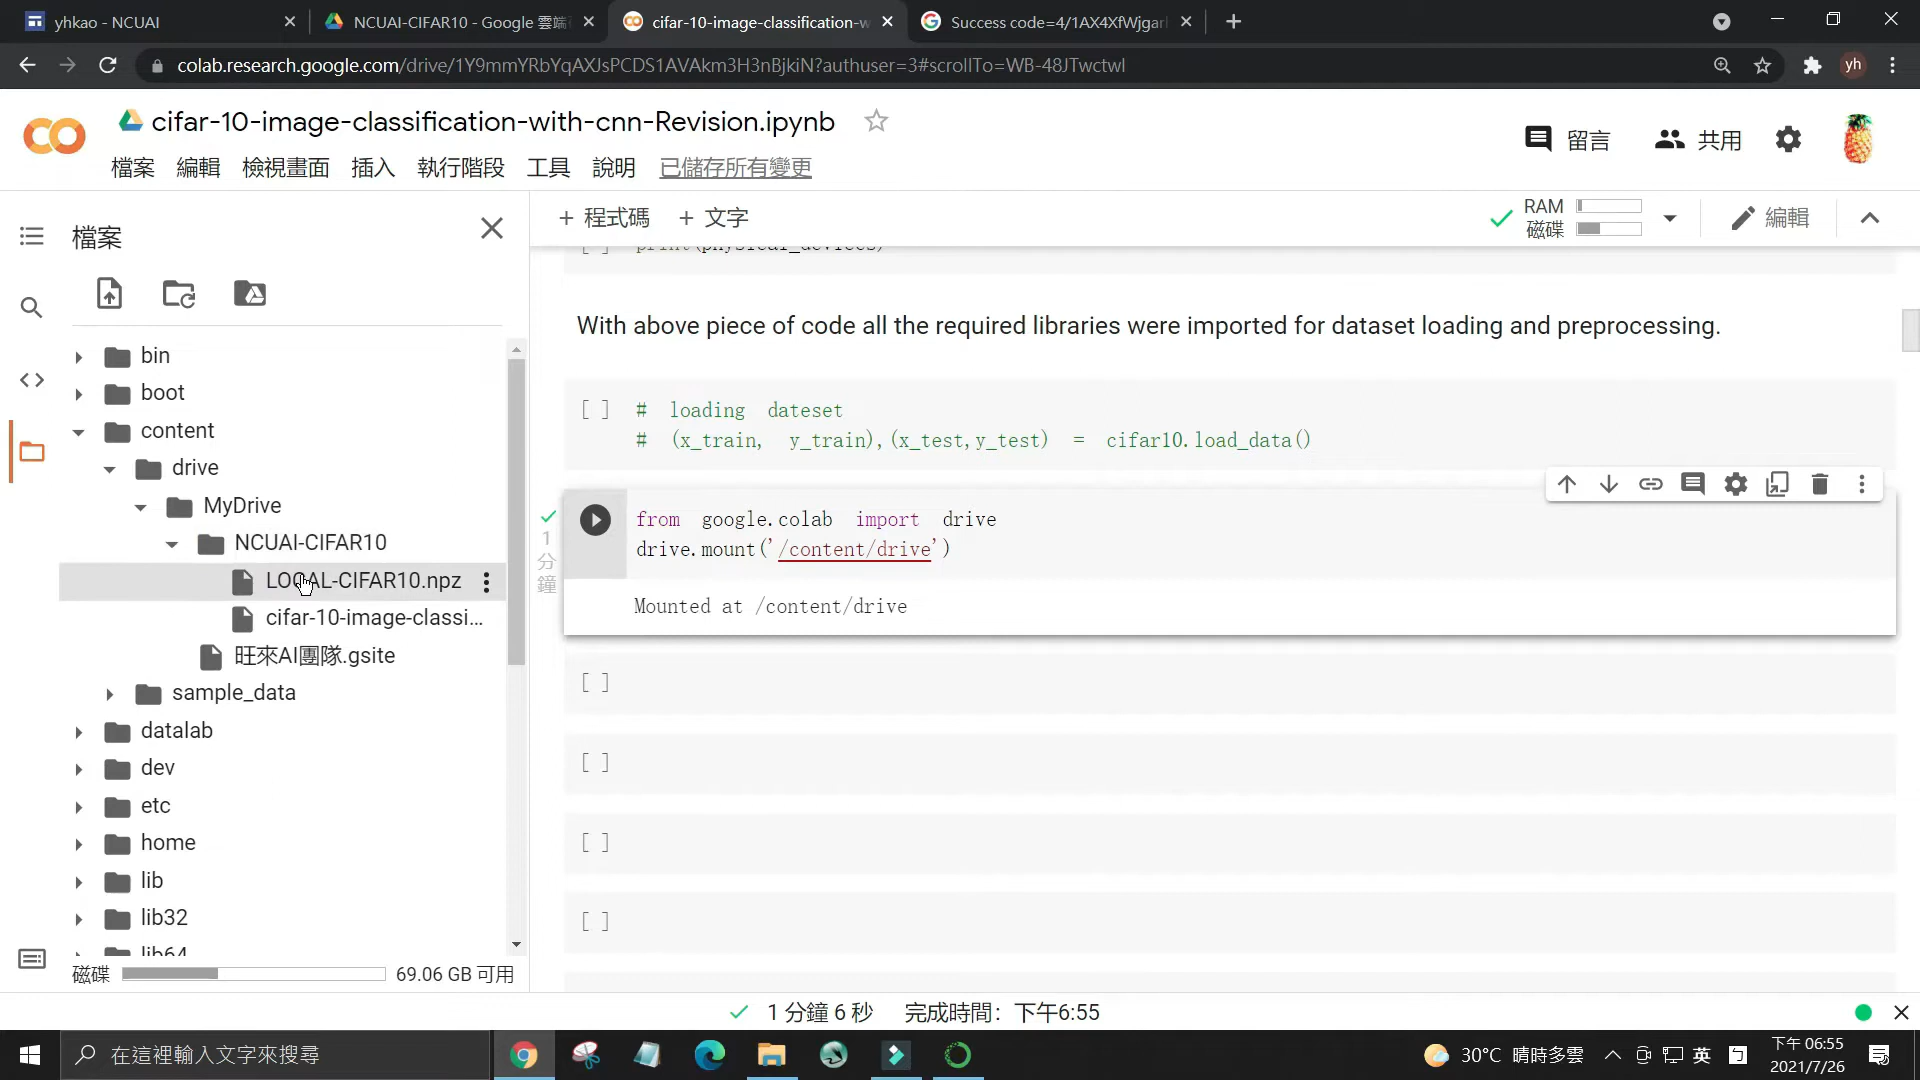 yhkao - NCUAI
NCUAI-CIFAR10 - Google 雲端
cifar-10-image-classification-w
Success code=4/1AX4XfWjgarl
colab.research.google.com/drive/1Y9mmYRbYqAXJsPCDS1AVAkm3H3nBjkiN?authuser=3#scrollTo=WB-48JTwctwI
yh
cifar-10-image-classification-with-cnn-Revision.ipynb
留言
共用
檔案 編輯 檢視畫面 插入 執行階段 工具 說明 已儲存所有變更
檔案
+ 程式碼 + 文字
RAM
磁碟
編輯
print(physical_devices)
With above piece of code all the required libraries were imported for dataset loading and preprocessing.
bin
boot
content
drive
MyDrive
NCUAI-CIFAR10
LOCAL-CIFAR10.npz
cifar-10-image-classi...
旺來AI團隊.gsite
sample_data
datalab
dev
etc
home
lib
lib32
lib64
磁碟 69.06 GB 可用
[ ] # loading dateset
# (x_train, y_train),(x_test,y_test) = cifar10.load_data()
1
分
鐘
from google.colab import drive
drive.mount('/content/drive')
Mounted at /content/drive
[ ]
[ ]
[ ]
[ ]
1 分鐘 6 秒 完成時間: 下午6:55
在這裡輸入文字來搜尋
30°C 晴時多雲
英
下午 06:55
2021/7/26